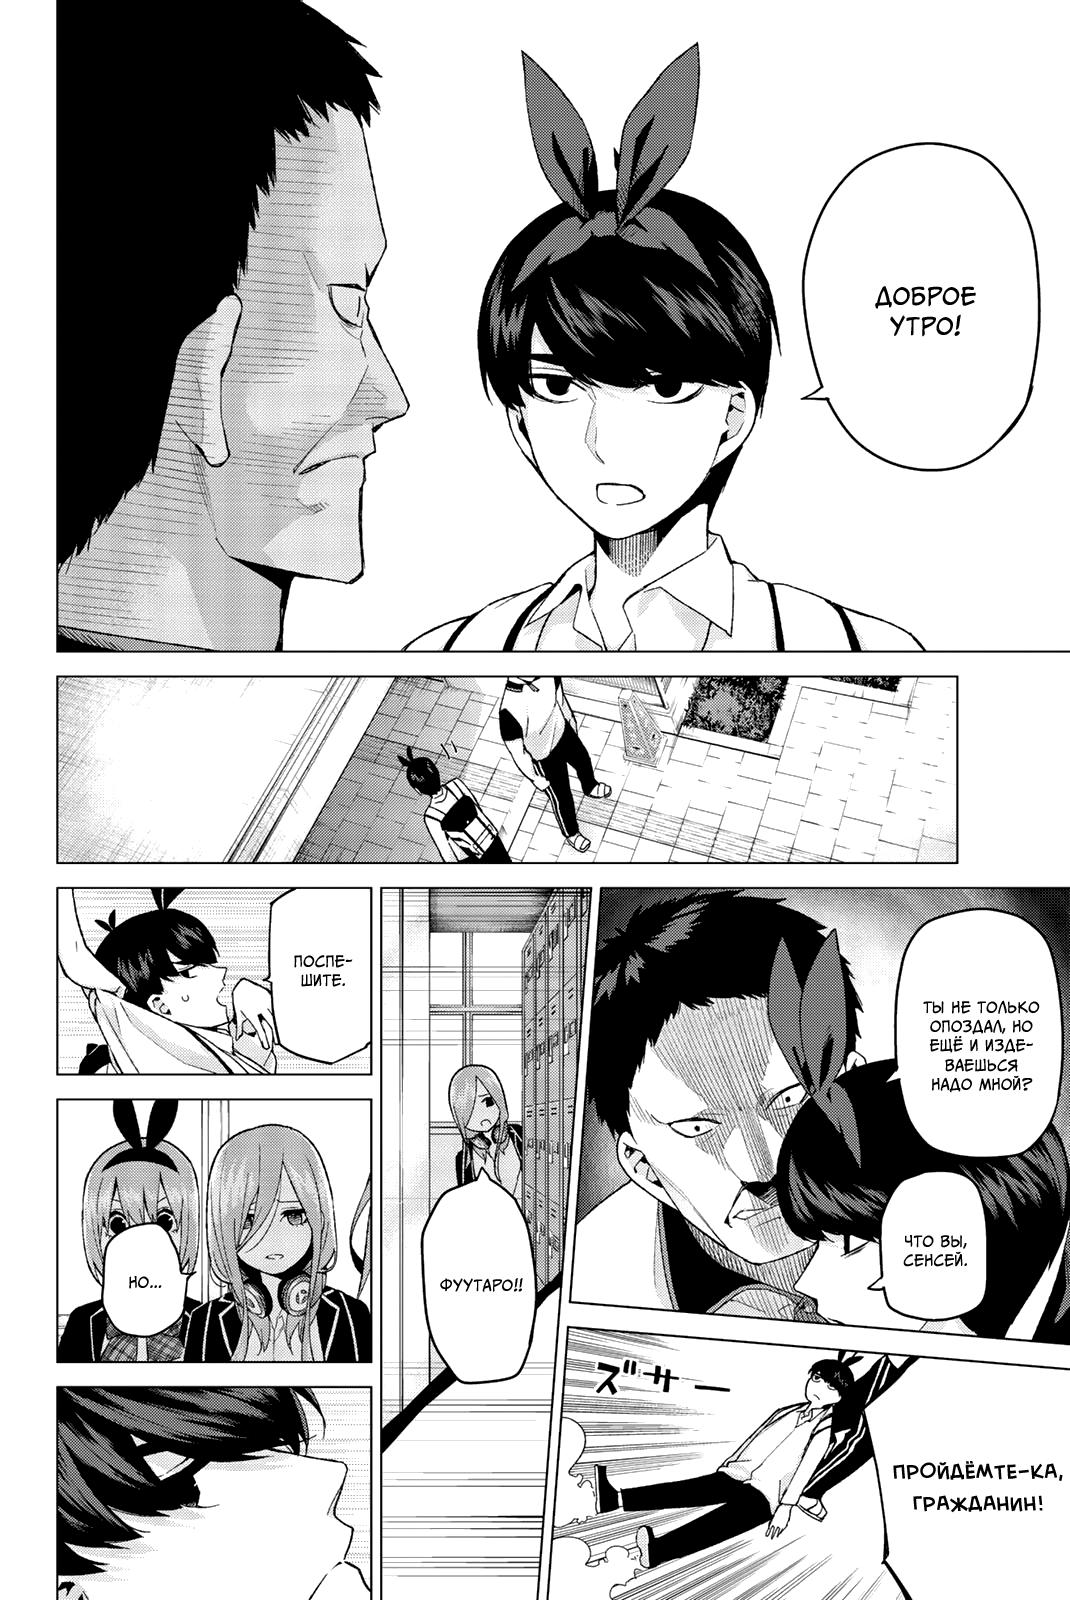 ДОБРОЕ
УТРО!
ТЫ НЕ ТОЛЬКО
ОПОЗДАЛ, НО
ЕЩЁ И ИЗДЕ-
ВАЕШЬСЯ
НАДО МНОЙ?
ЧТО ВЫ,
СЕНСЕЙ.
ズサー
ПРОЙДЁМТЕ-КА,
ГРАЖДАНИН!
ФУУТАРО!!
ПОСПЕ-
ШИТЕ.
НО...